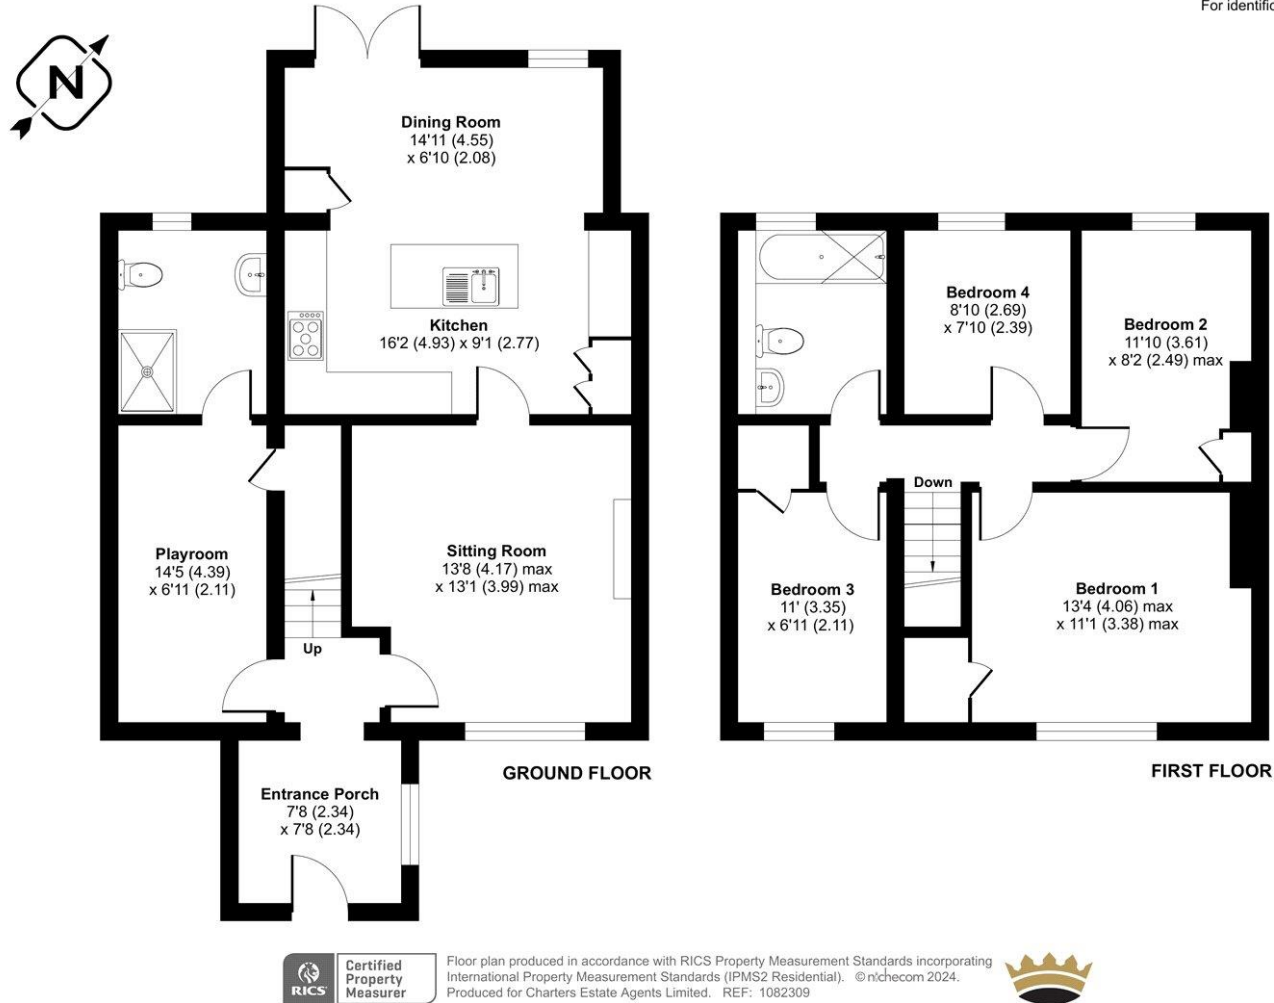 For identific
N
Dining Room
14'11 (4.55)
x 6'10 (2.08)
Kitchen
16'2 (4.93) x 9'1 (2.77)
Playroom
14'5 (4.39)
x 6'11 (2.11)
Sitting Room
13'8 (4.17) max
x 13'1 (3.99) max
Up
Entrance Porch
7'8 (2.34)
x 7'8 (2.34)
GROUND FLOOR
Bedroom 4
8'10 (2.69)
x 7'10 (2.39)
Bedroom 2
11'10 (3.61)
x 8'2 (2.49) max
Down
Bedroom 3
11' (3.35)
x 6'11 (2.11)
Bedroom 1
13'4 (4.06) max
x 11'1 (3.38) max
FIRST FLOOR
RICS
Certified
Property
Measurer
Floor plan produced in accordance with RICS Property Measurement Standards incorporating
International Property Measurement Standards (IPMS2 Residential). ©nichecom 2024.
Produced for Charters Estate Agents Limited. REF: 1082309